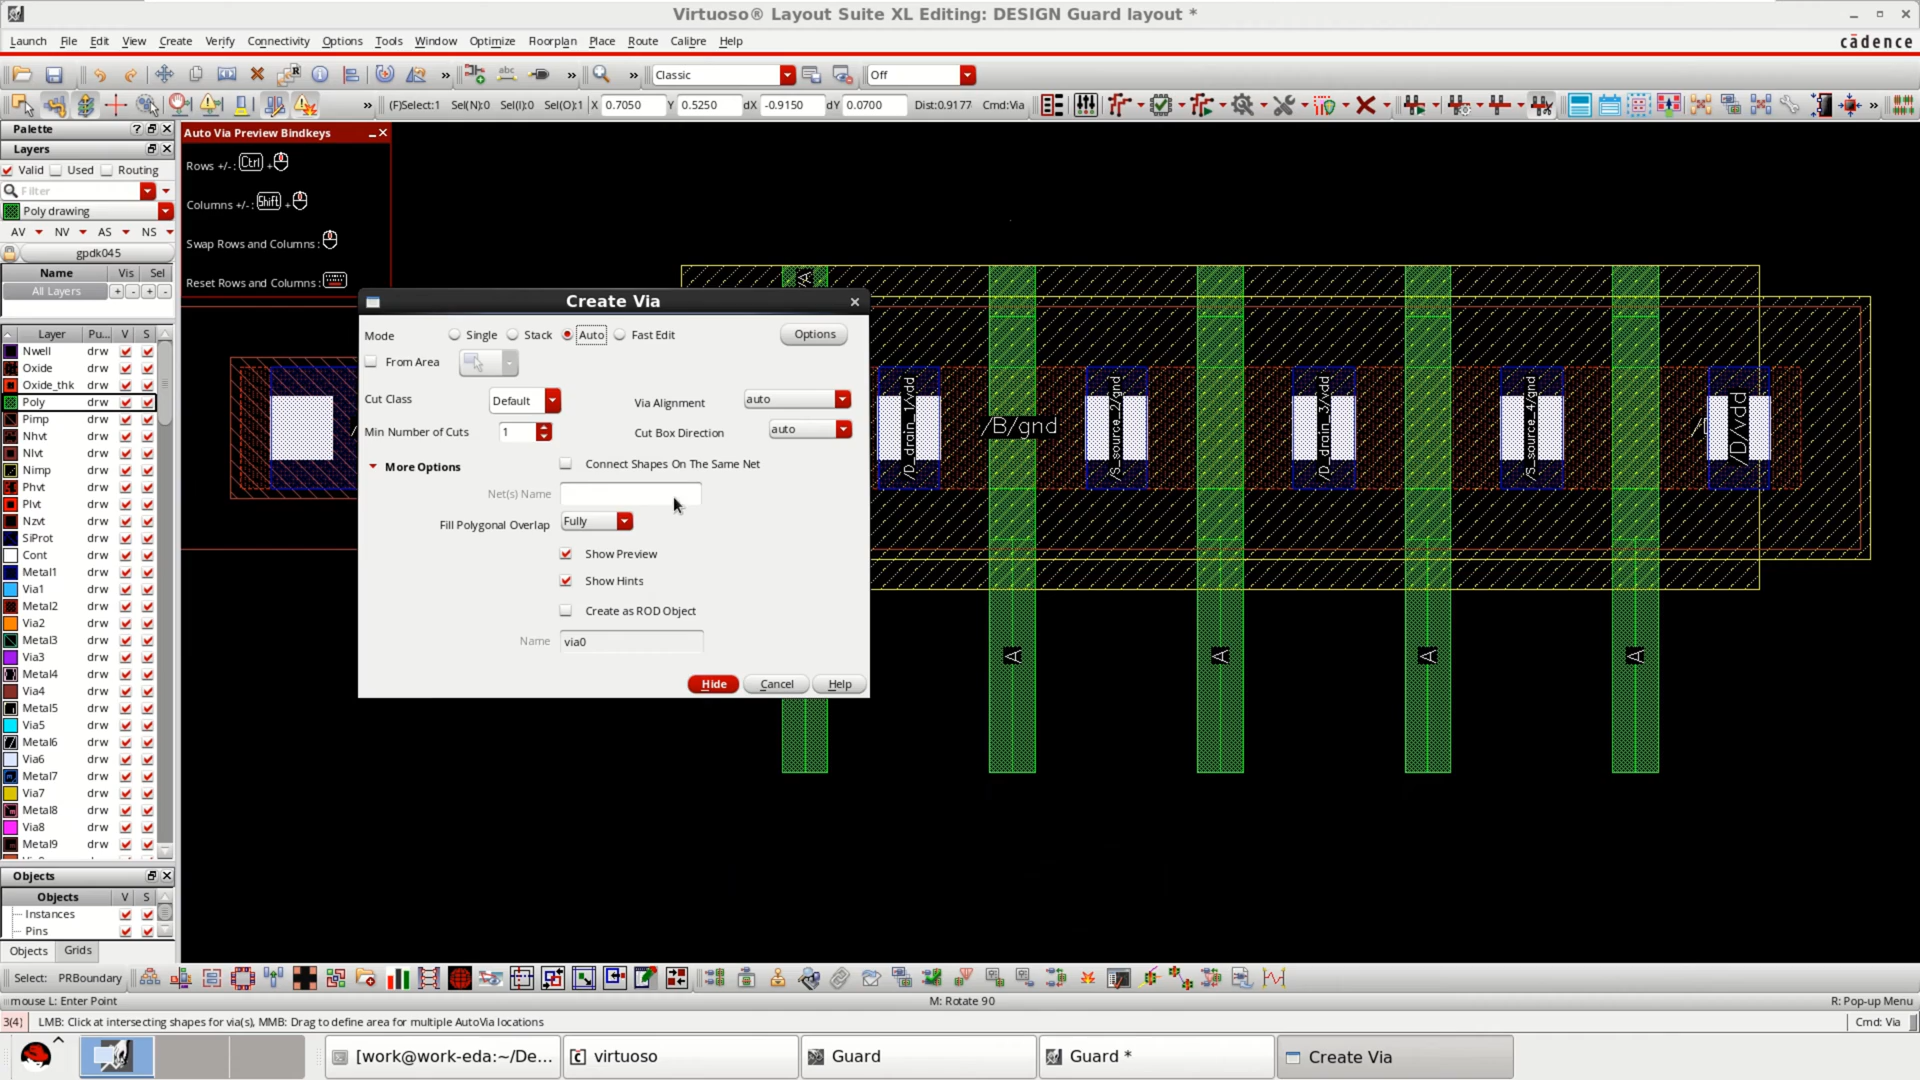 Virtuoso® Layout Suite XL Editing: DESIGN Guard layout *
Launch File Edit View Create Verify Connectivity Options Tools Window Optimize Floorplan Place Route Calibre Help
cādence
» abc » » Classic Off
» (F)Select:1 Sel(N):0 Sel(I):0 Sel(O):1 X 0.7050 Y 0.5250 dX -0.9150 dY 0.0700 Dist:0.9177 Cmd:Via »
Palette
Layers
Valid Used Routing
Filter
Poly drawing
AV NV AS NS
gpdk045
Name Vis Sel
All Layers + - + -
Layer Pu... V S
Nwell drw
Oxide drw
Oxide_thk drw
Poly drw
Pimp drw
Nhvt drw
Nlvt drw
Nimp drw
Phvt drw
Plvt drw
Nzvt drw
SiProt drw
Cont drw
Metal1 drw
Via1 drw
Metal2 drw
Via2 drw
Metal3 drw
Via3 drw
Metal4 drw
Via4 drw
Metal5 drw
Via5 drw
Metal6 drw
Via6 drw
Metal7 drw
Via7 drw
Metal8 drw
Via8 drw
Metal9 drw
Objects
Objects V S
Instances
Pins
Objects Grids
Auto Via Preview Bindkeys
Rows +/- : Ctrl +
Columns +/- : Shift +
Swap Rows and Columns :
Reset Rows and Columns :
Create Via
Mode Single Stack Auto Fast Edit Options
From Area
Cut Class Default Via Alignment auto
Min Number of Cuts 1 Cut Box Direction auto
More Options Connect Shapes On The Same Net
Net(s) Name
Fill Polygonal Overlap Fully
Show Preview
Show Hints
Create as ROD Object
Name via0
Hide Cancel Help
A
/D_drain_1/vdd
/B/gnd
/S_source_2/gnd
/D_drain_3/vdd
/S_source_4/gnd
/D/vdd
A A A A
Select: PRBoundary
mouse L: Enter Point M: Rotate 90 R: Pop-up Menu
3(4) LMB: Click at intersecting shapes for via(s), MMB: Drag to define area for multiple AutoVia locations Cmd: Via
[work@work-eda:~/De... virtuoso Guard Guard * Create Via